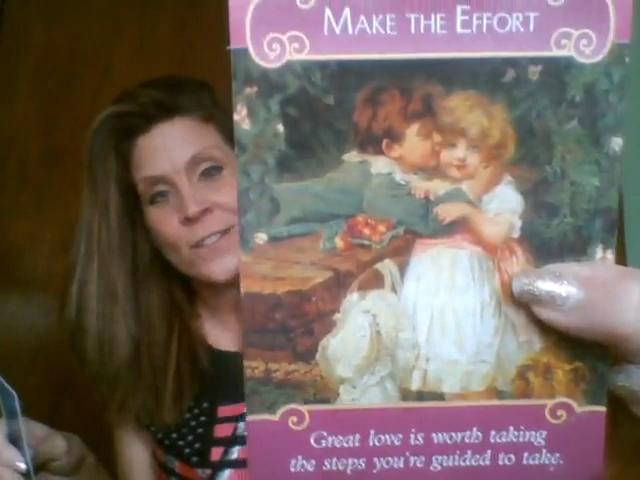 MAKE THE EFFORT
Great love is worth taking
the steps you're guided to take.